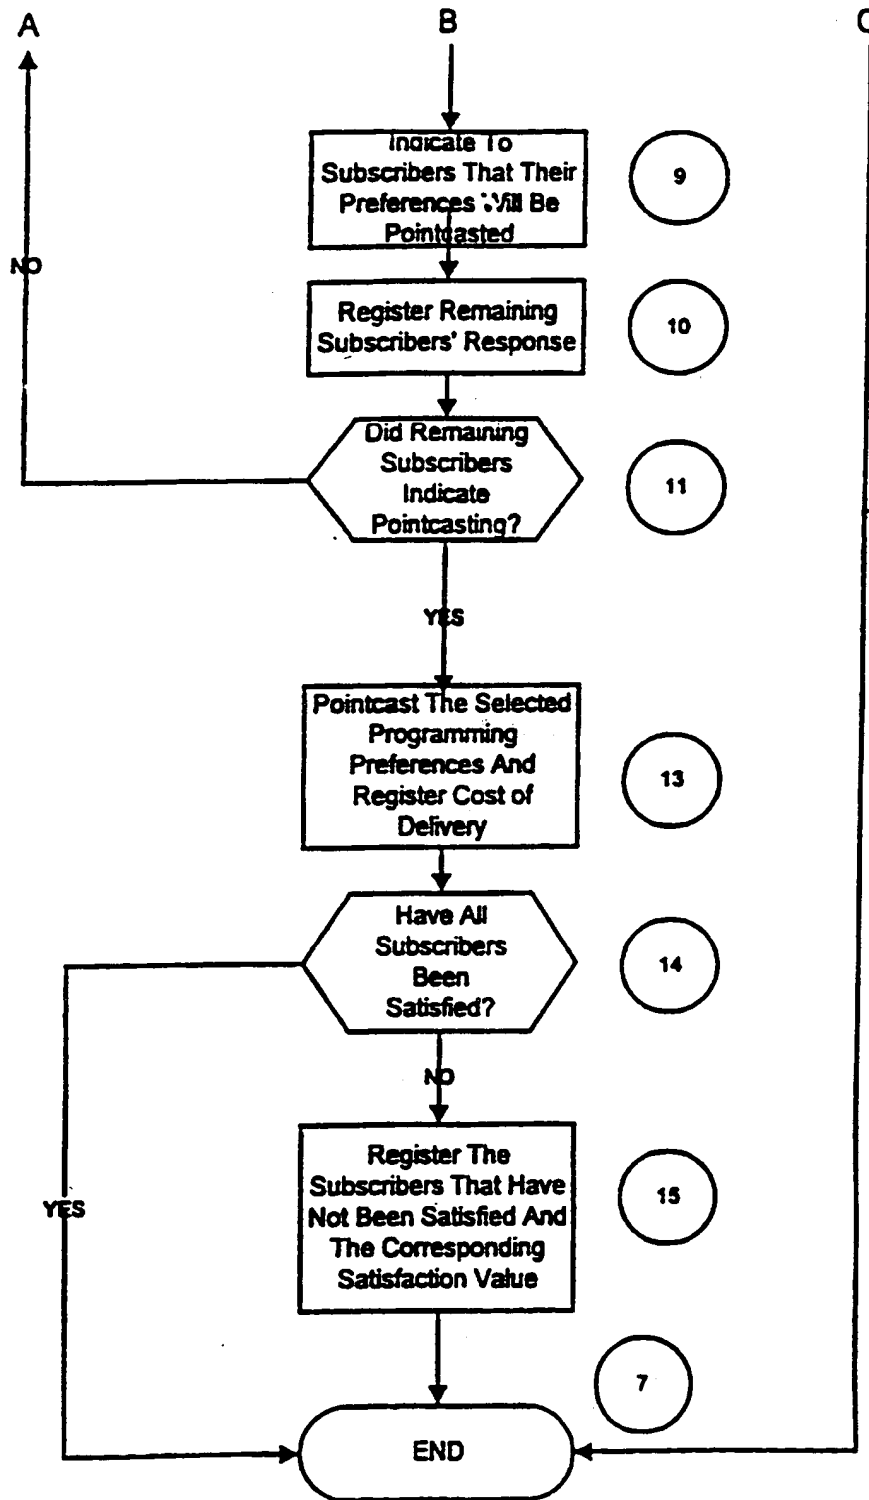 A
B
C
Indicate To
Subscribers That Their
Preferences Will Be
Pointcasted
9
NO
Register Remaining
Subscribers' Response
10
Did Remaining
Subscribers
Indicate
Pointcasting?
11
YES
Pointcast The Selected
Programming
Preferences And
Register Cost of
Delivery
13
Have All
Subscribers
Been
Satisfied?
14
NO
Register The
Subscribers That Have
Not Been Satisfied And
The Corresponding
Satisfaction Value
15
YES
7
END